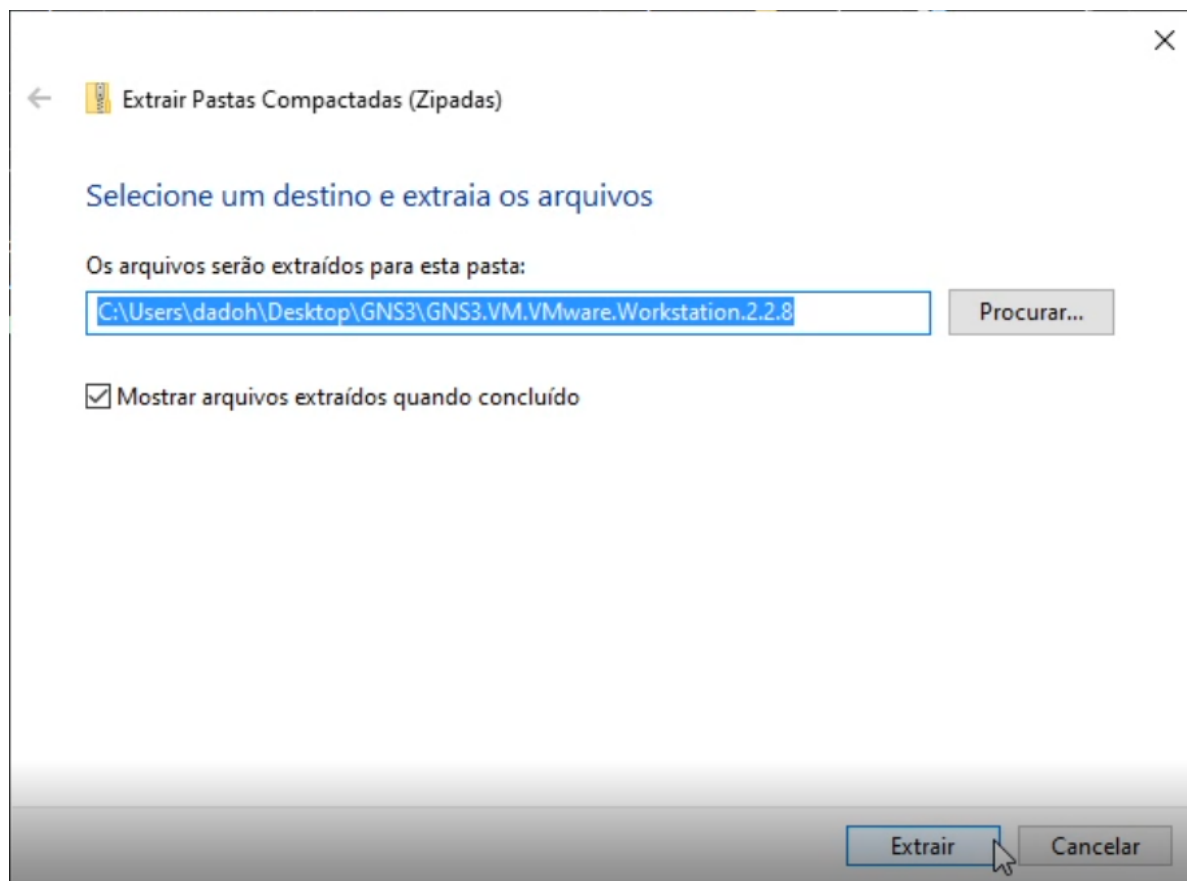 Extrair Pastas Compactadas (Zipadas)
Selecione um destino e extraia os arquivos
Os arquivos serão extraídos para esta pasta:
C:\Users\dadoh\Desktop\GNS3\GNS3.VM.VMware.Workstation.2.2.8
Procurar...
Mostrar arquivos extraídos quando concluído
Extrair
Cancelar